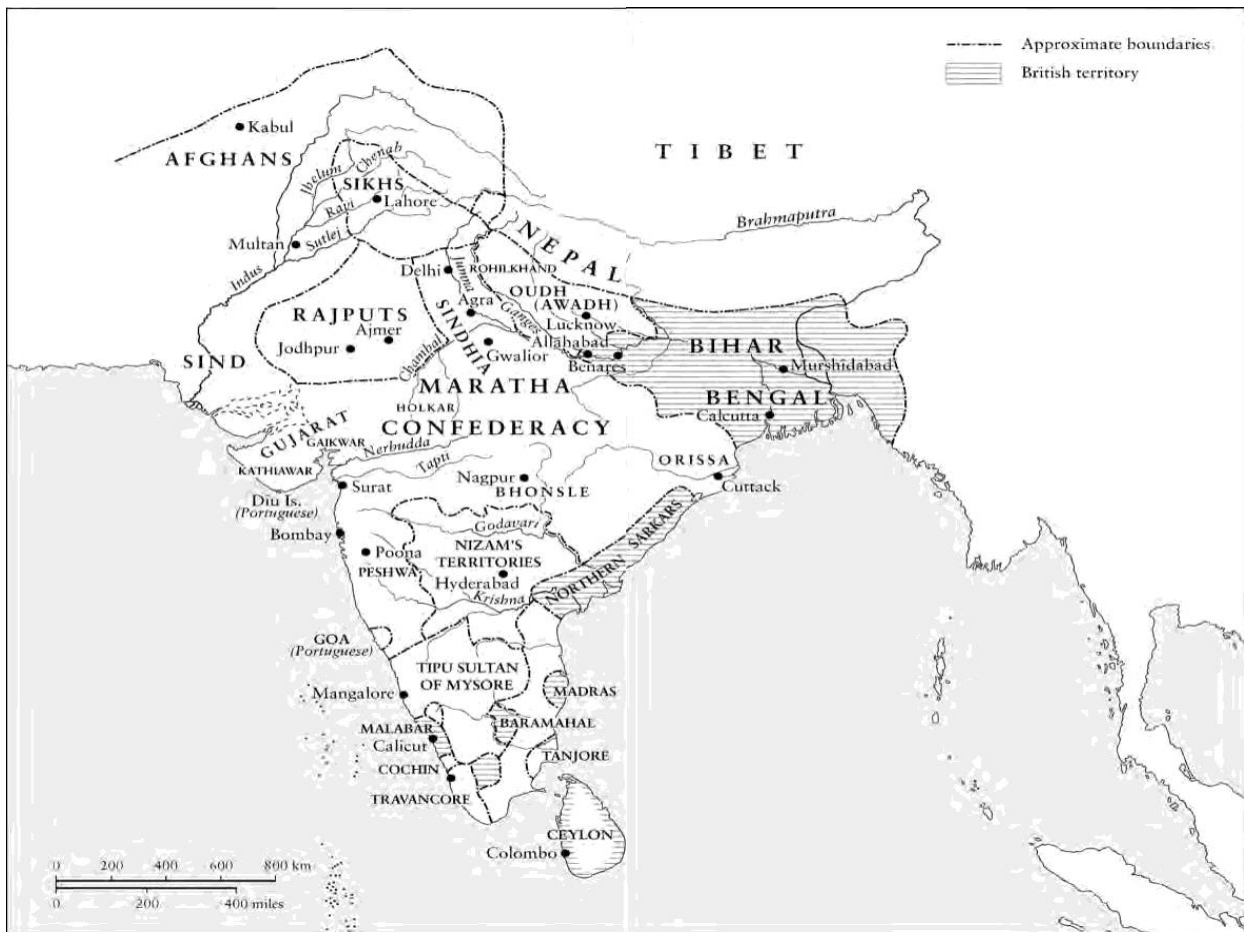 Approximate boundaries
British territory
Kabul
AFGHANS
TIBET
Jhelum
Chenab
SIKHS
Lahore
Ravi
Brahmaputra
Multan
Sutlej
NEPAL
Indus
Delhi
Jumna
ROHILKHAND
OUDH
(AWADH)
RAJPUTS
Ajmer
Agra
Ganges
Lucknow
SINDHIA
Allahabad
Jodhpur
Chambal
Gwalior
BIHAR
SIND
Benares
Murshidabad
MARATHA
BENGAL
HOLKAR
Calcutta
CONFEDERACY
GUJARAT
GAIKWAR
Nerbudda
KATHIAWAR
Tapti
ORISSA
Nagpur
Surat
BHONSLE
Cuttack
Diu Is.
(Portuguese)
Godavari
Bombay
NORTHERN SARKARS
Poona
NIZAM'S
TERRITORIES
PESHWA
Hyderabad
Krishna
GOA
(Portuguese)
TIPU SULTAN
OF MYSORE
Mangalore
MADRAS
MALABAR
BARAMAHAL
Calicut
TANJORE
COCHIN
TRAVANCORE
CEYLON
Colombo
0 200 400 600 800 km
0 200 400 miles